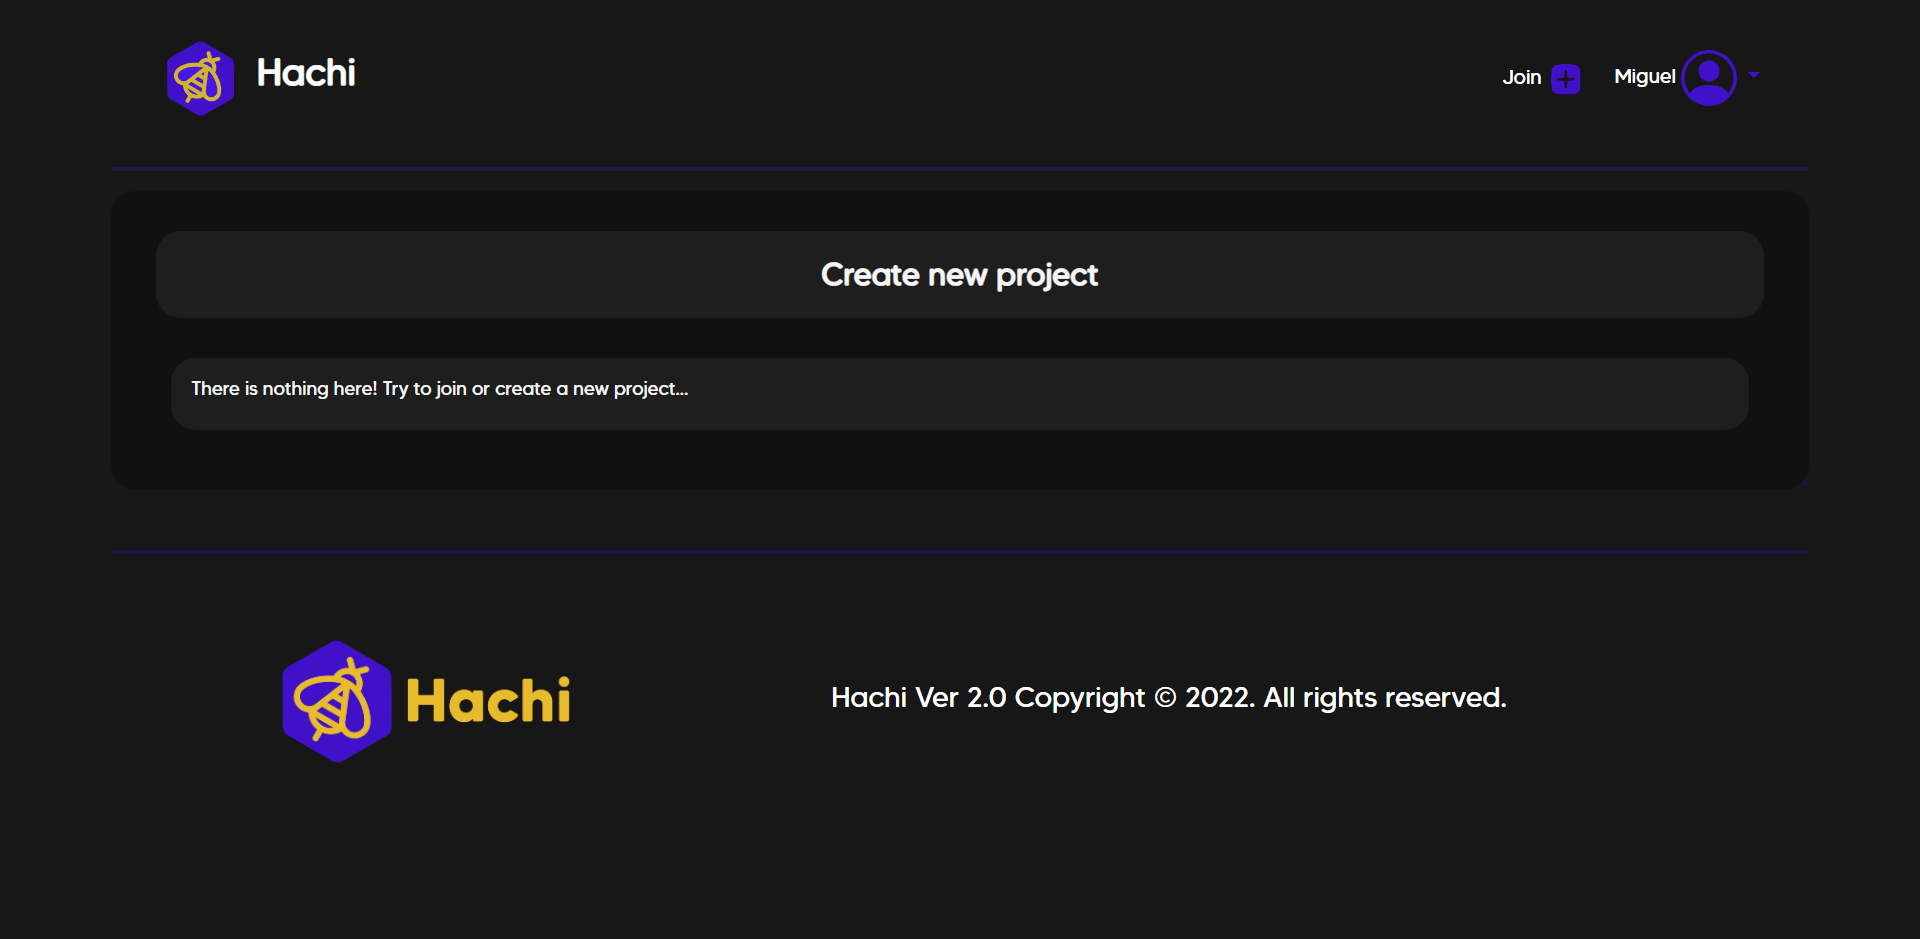 Hachi
Join
Miguel
Create new project
There is nothing here! Try to join or create a new project...
Hachi
Hachi Ver 2.0 Copyright © 2022. All rights reserved.